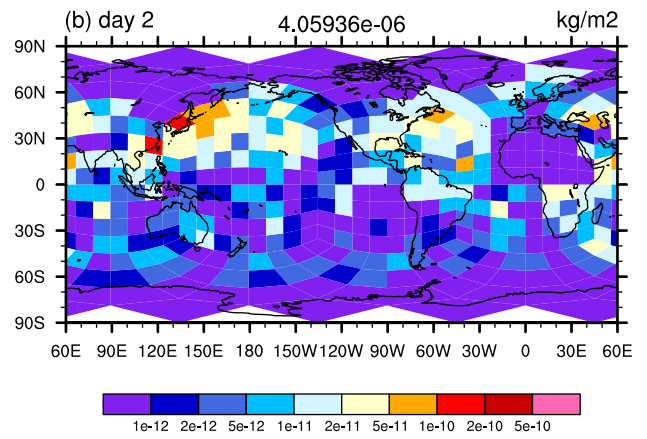 (b) day 2 4.05936e-06 kg/m2
90N
60N
30N
0
30S
60S
90S
60E 90E 120E 150E 180 150W 120W 90W 60W 30W 0 30E 60E
1e-12 2e-12 5e-12 1e-11 2e-11 5e-11 1e-10 2e-10 5e-10